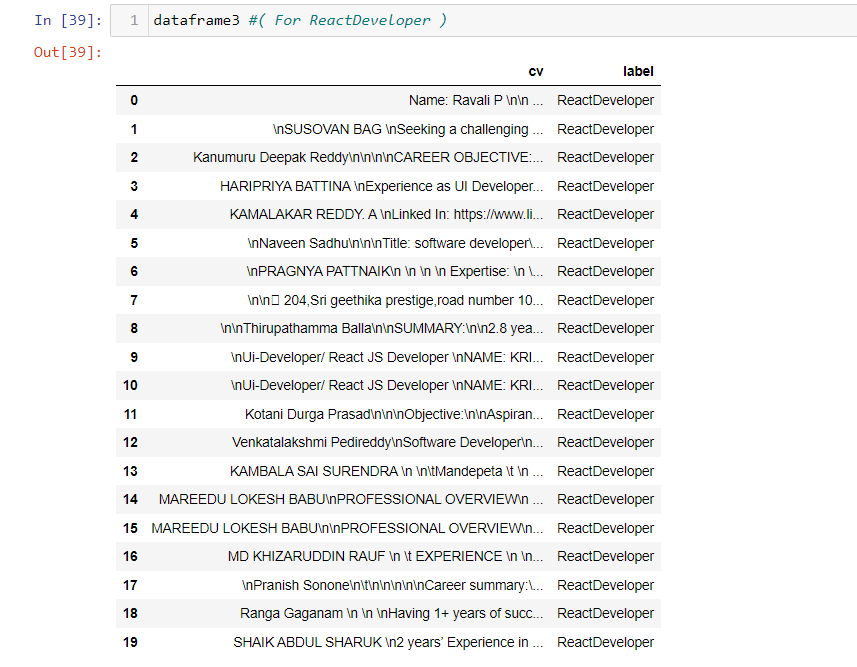 In [39]: 1 dataframe3 #( For ReactDeveloper )
Out[39]:
cv label
0 Name: Ravali P \n\n ... ReactDeveloper
1 \nSUSOVAN BAG \nSeeking a challenging ... ReactDeveloper
2 Kanumuru Deepak Reddy\n\n\n\nCAREER OBJECTIVE:... ReactDeveloper
3 HARIPRIYA BATTINA \nExperience as UI Developer... ReactDeveloper
4 KAMALAKAR REDDY. A \nLinked In: https://www.li... ReactDeveloper
5 \nNaveen Sadhu\n\n\nTitle: software developer\... ReactDeveloper
6 \nPRAGNYA PATTNAIK\n \n \n \n Expertise: \n \... ReactDeveloper
7 \n\n 204,Sri geethika prestige,road number 10... ReactDeveloper
8 \n\nThirupathamma Balla\n\nSUMMARY:\n\n2.8 yea... ReactDeveloper
9 \nUi-Developer/ React JS Developer \nNAME: KRI... ReactDeveloper
10 \nUi-Developer/ React JS Developer \nNAME: KRI... ReactDeveloper
11 Kotani Durga Prasad\n\n\nObjective:\n\nAspiran... ReactDeveloper
12 Venkatalakshmi Pedireddy\nSoftware Developer\n... ReactDeveloper
13 KAMBALA SAI SURENDRA \n \n\tMandepeta \t \n ... ReactDeveloper
14 MAREEDU LOKESH BABU\nPROFESSIONAL OVERVIEW\n ... ReactDeveloper
15 MAREEDU LOKESH BABU\n\nPROFESSIONAL OVERVIEW\n... ReactDeveloper
16 MD KHIZARUDDIN RAUF \n \t EXPERIENCE \n \n... ReactDeveloper
17 \nPranish Sonone\n\t\n\n\n\n\nCareer summary:\... ReactDeveloper
18 Ranga Gaganam \n \n \nHaving 1+ years of succ... ReactDeveloper
19 SHAIK ABDUL SHARUK \n2 years’ Experience in ... ReactDeveloper